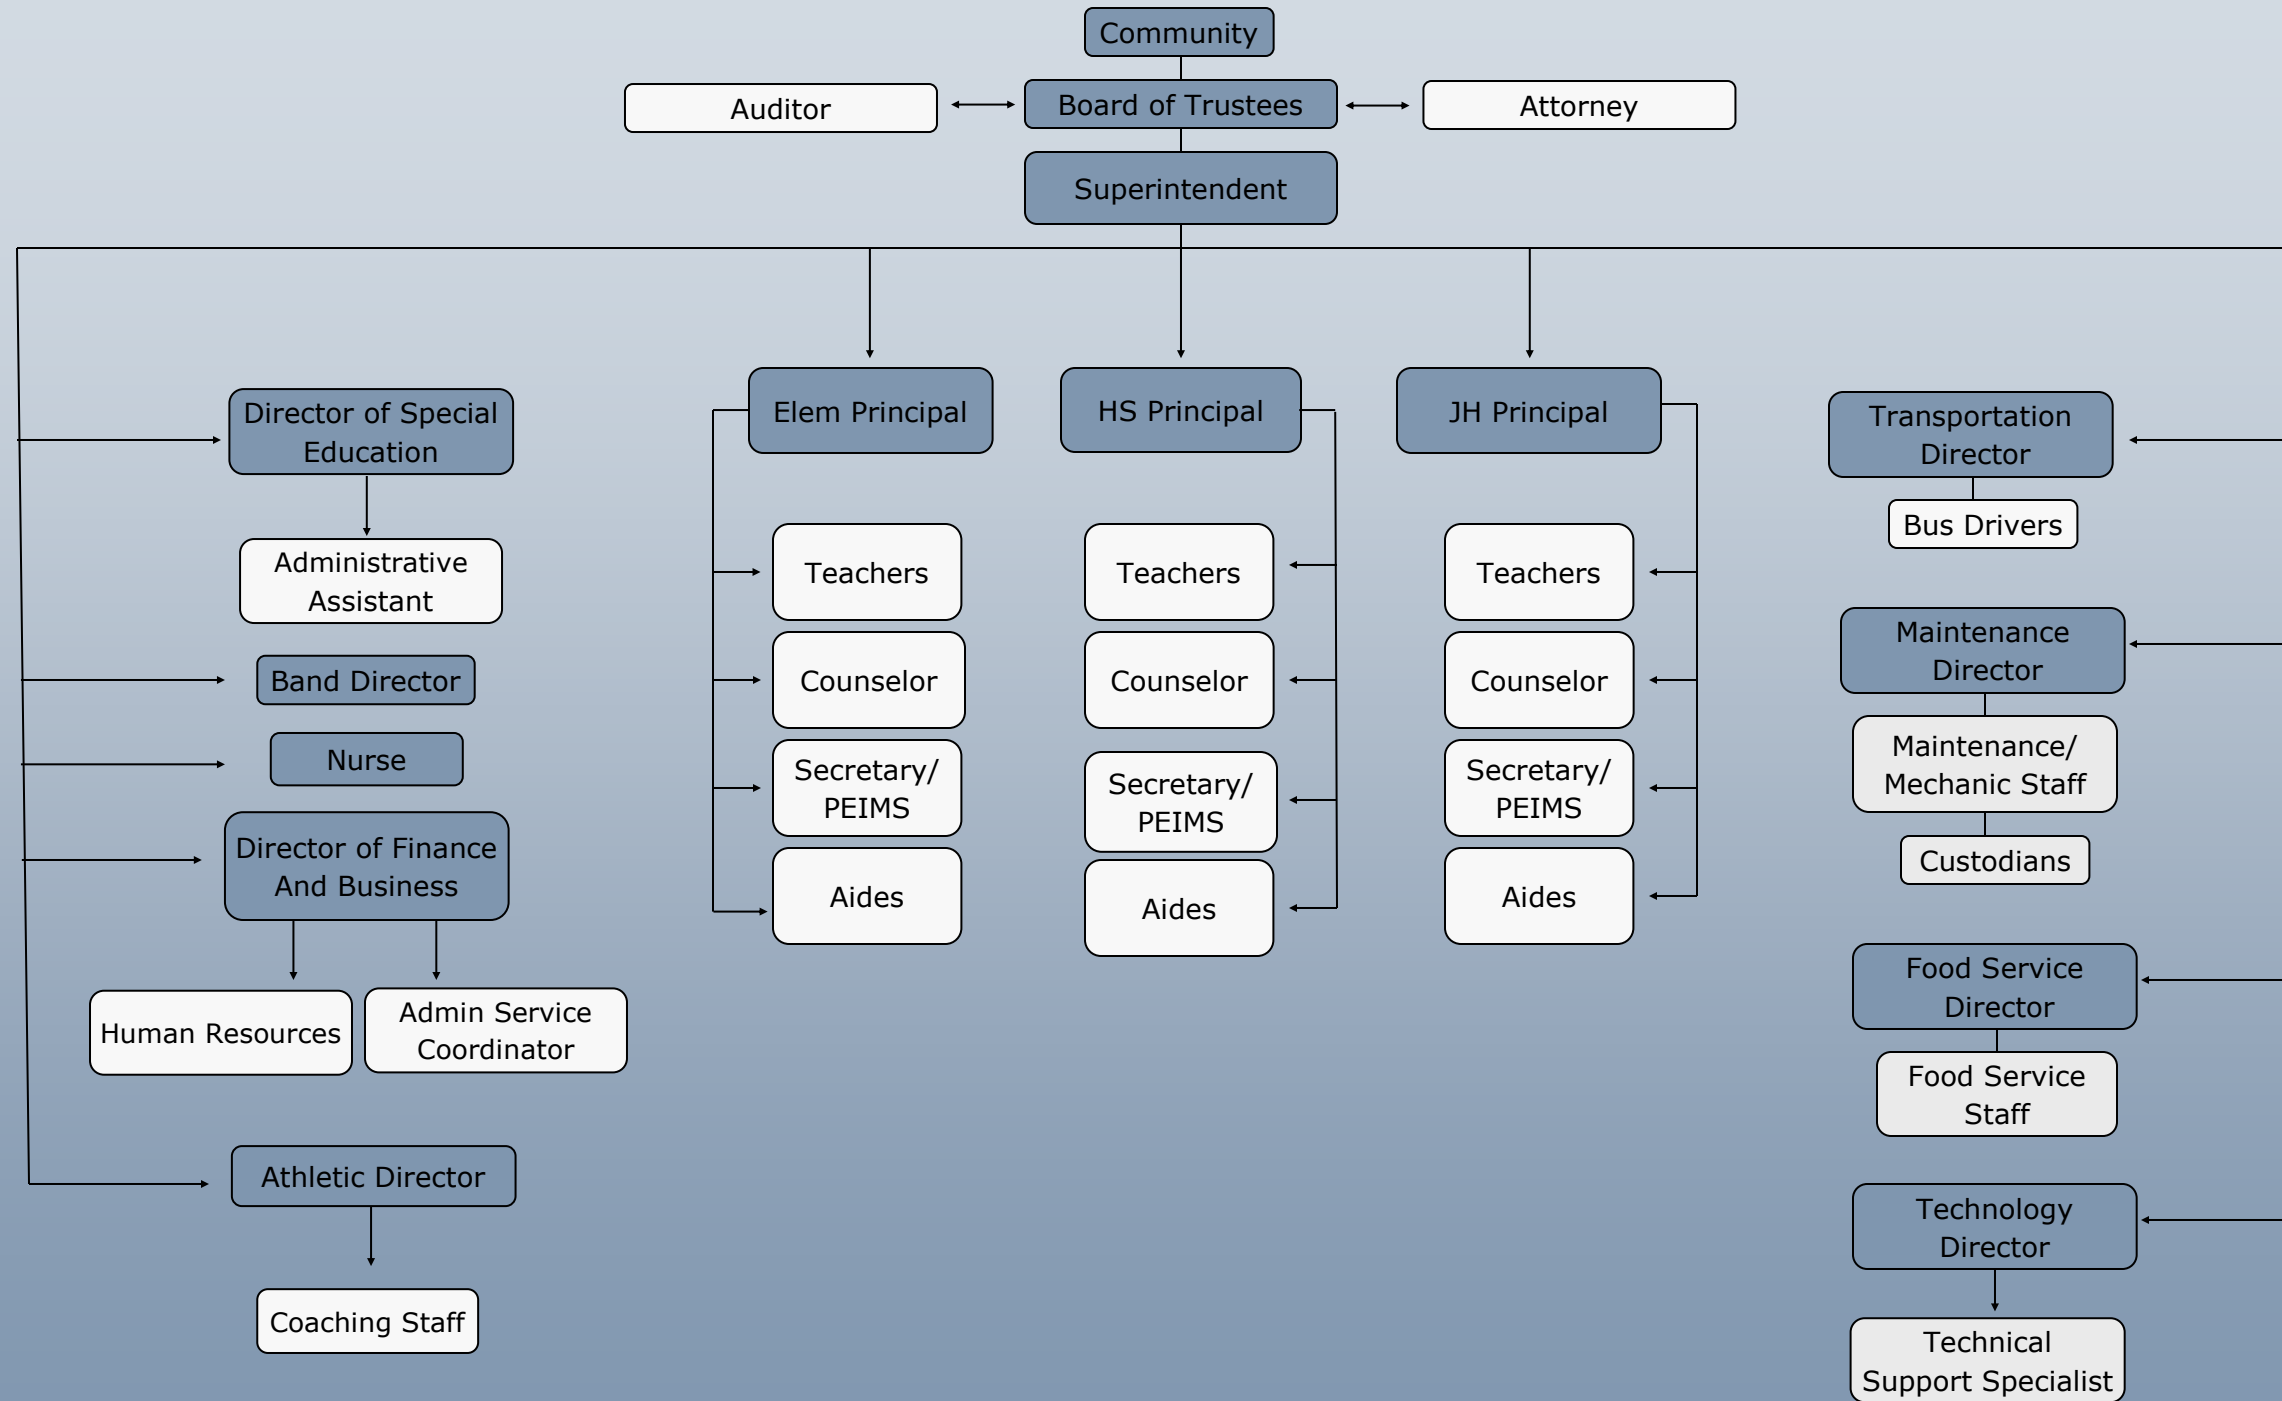 Community
Auditor
Board of Trustees
Attorney
Superintendent
Director of Special
Education
Administrative
Assistant
Band Director
Nurse
Director of Finance
And Business
Human Resources
Admin Service
Coordinator
Athletic Director
Coaching Staff
Elem Principal
Teachers
Counselor
Secretary/
PEIMS
Aides
HS Principal
Teachers
Counselor
Secretary/
PEIMS
Aides
JH Principal
Teachers
Counselor
Secretary/
PEIMS
Aides
Transportation
Director
Bus Drivers
Maintenance
Director
Maintenance/
Mechanic Staff
Custodians
Food Service
Director
Food Service
Staff
Technology
Director
Technical
Support Specialist